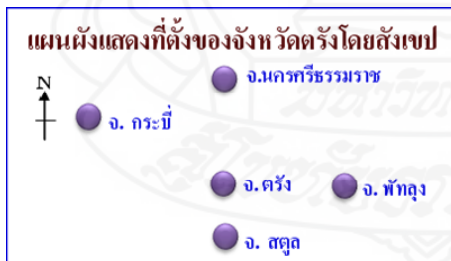 แผนผังแสดงที่ตั้งของจังหวัดตรังโดยสังเขป
N
จ.นครศรีธรรมราช
จ. กระบี่
จ.ตรัง
จ. พัทลุง
จ. สตูล